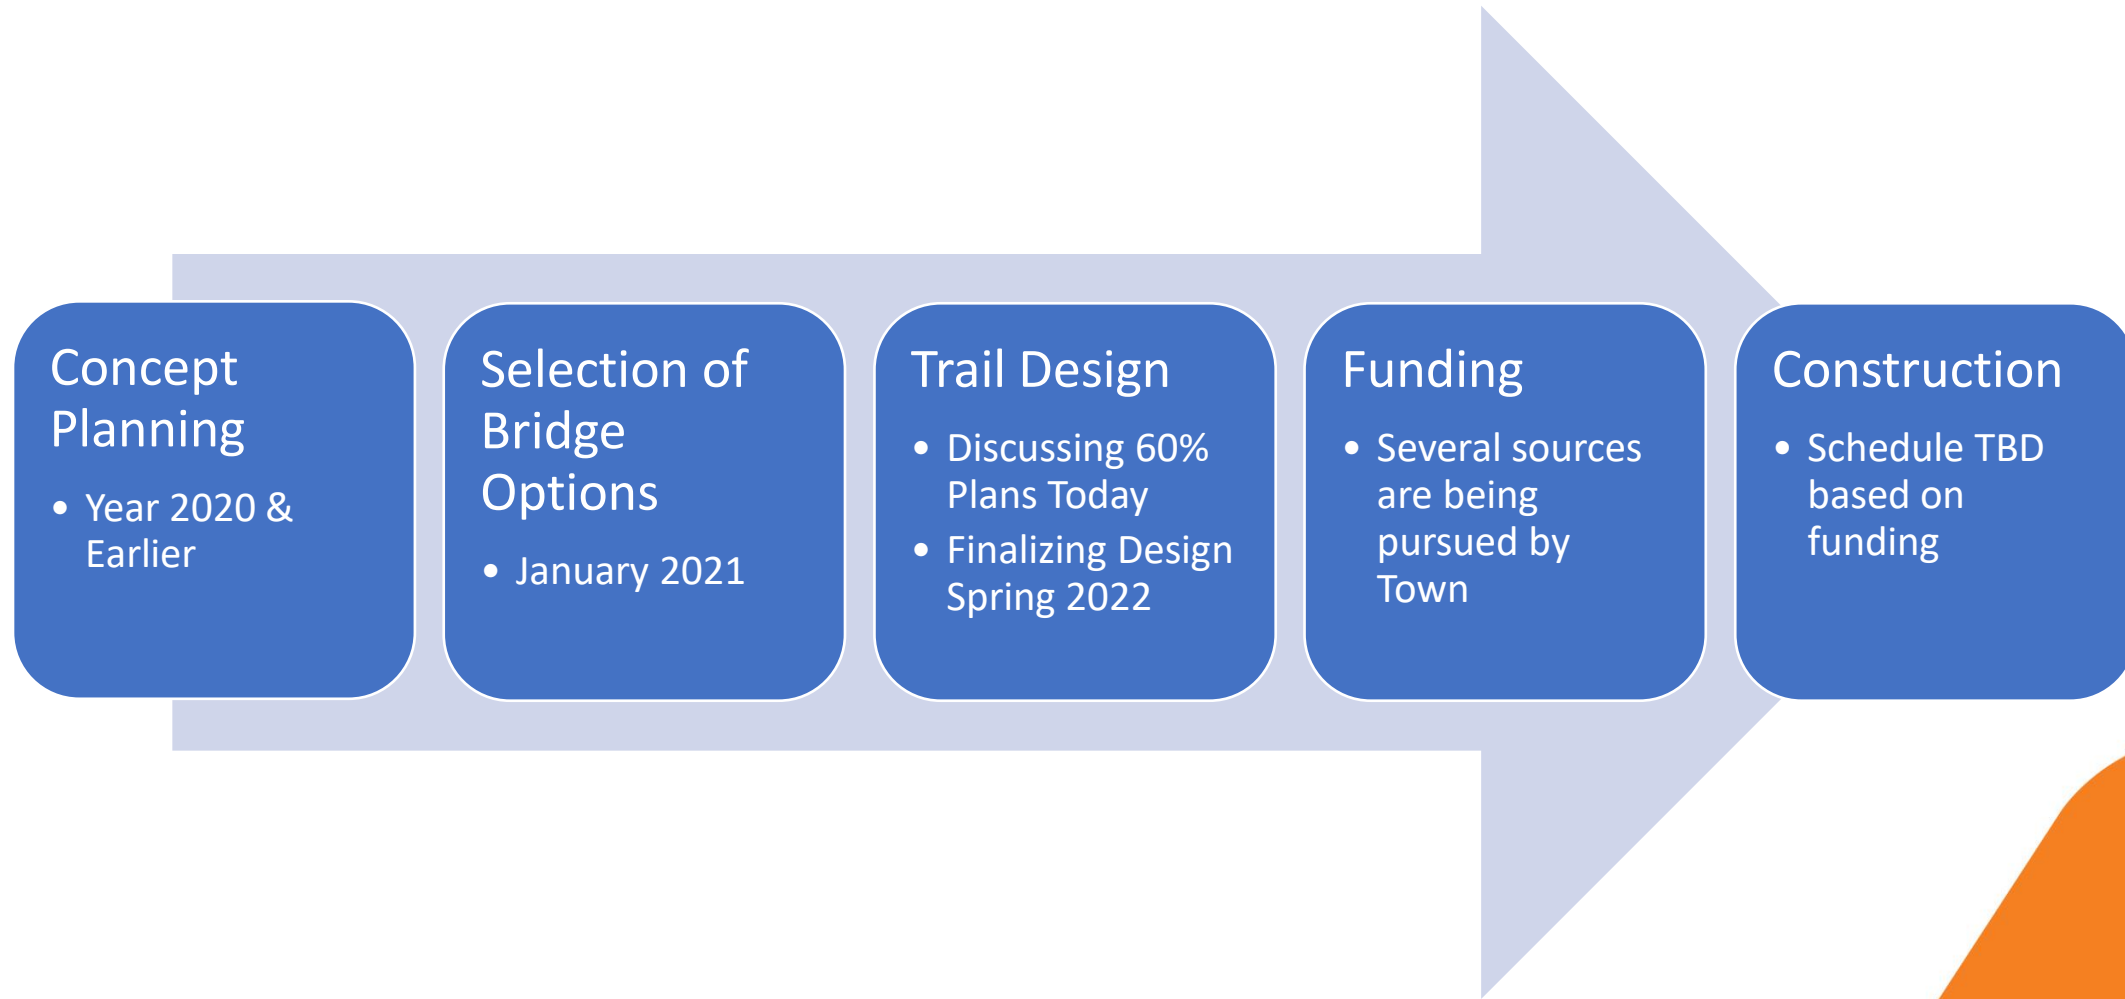 Concept
Planning
• Year 2020 &
Earlier
Selection of
Bridge
Options
• January 2021
Trail Design
• Discussing 60%
Plans Today
• Finalizing Design
Spring 2022
Funding
• Several sources
are being
pursued by
Town
Construction
• Schedule TBD
based on
funding